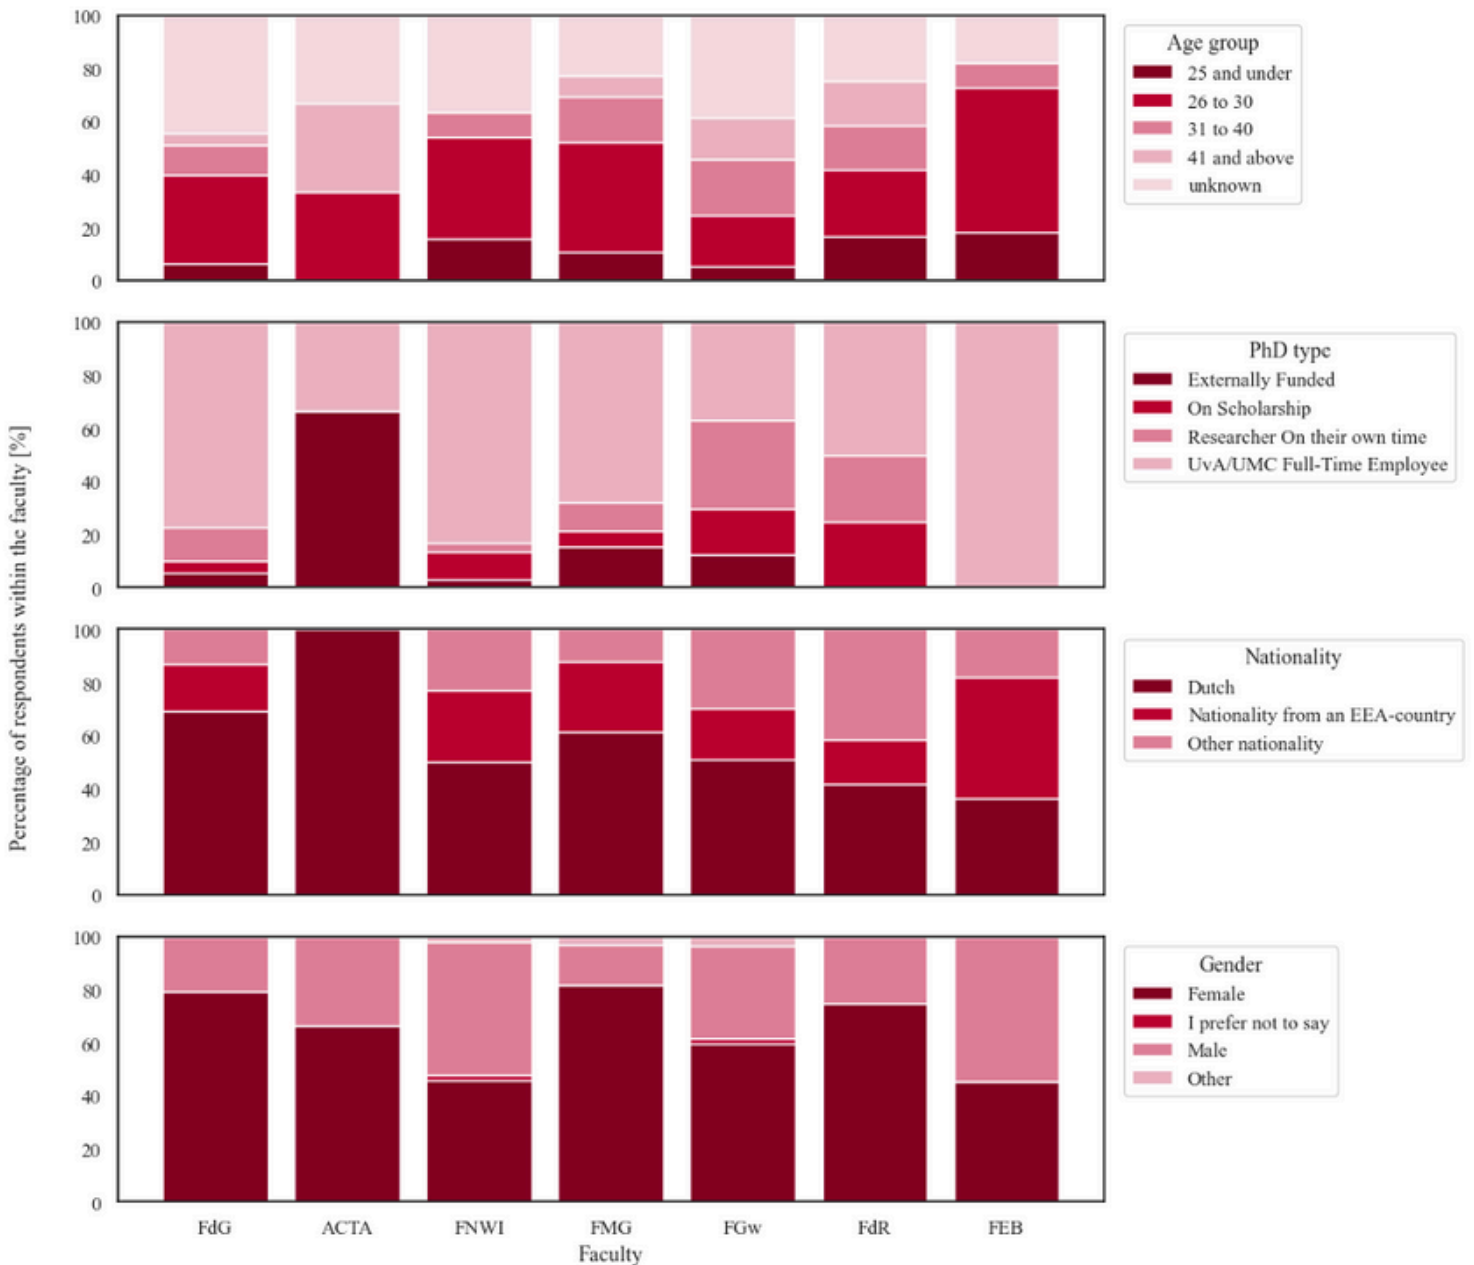 100
80
60
40
20
0
Age group
25 and under
26 to 30
31 to 40
41 and above
unknown
100
80
60
40
20
0
PhD type
Externally Funded
On Scholarship
Researcher On their own time
UvA/UMC Full-Time Employee
Percentage of respondents within the faculty [%]
100
80
60
40
20
0
Nationality
Dutch
Nationality from an EEA-country
Other nationality
100
80
60
40
20
0
Gender
Female
I prefer not to say
Male
Other
FdG ACTA FNWI FMG FGw FdR FEB
Faculty